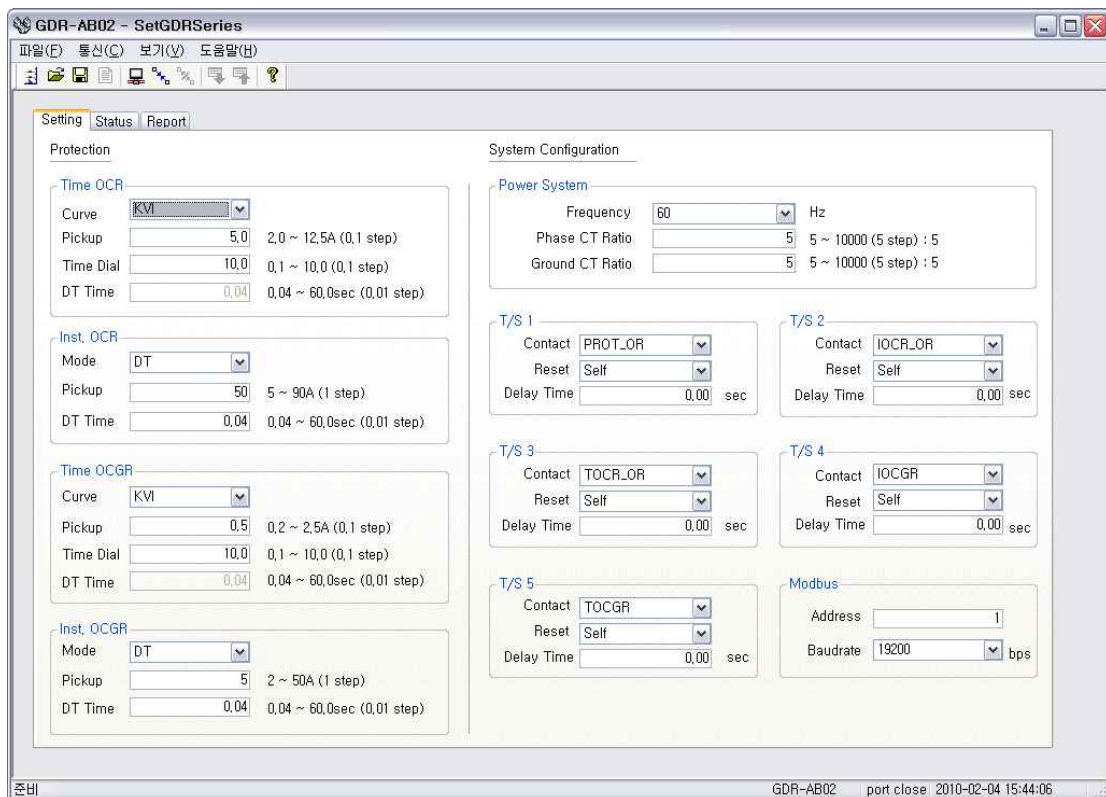 GDR-AB02 - SetGDRSeries
파일(F) 통신(C) 보기(V) 도움말(H)
Setting Status Report
Protection
Time OCR
Curve KVI
Pickup 5.0 2.0 ~ 12.5A (0.1 step)
Time Dial 10.0 0.1 ~ 10.0 (0.1 step)
DT Time 0.04 0.04 ~ 60.0sec (0.01 step)
Inst. OCR
Mode DT
Pickup 50 5 ~ 90A (1 step)
DT Time 0.04 0.04 ~ 60.0sec (0.01 step)
Time OCGR
Curve KVI
Pickup 0.5 0.2 ~ 2.5A (0.1 step)
Time Dial 10.0 0.1 ~ 10.0 (0.1 step)
DT Time 0.04 0.04 ~ 60.0sec (0.01 step)
Inst. OCGR
Mode DT
Pickup 5 2 ~ 50A (1 step)
DT Time 0.04 0.04 ~ 60.0sec (0.01 step)
System Configuration
Power System
Frequency 60 Hz
Phase CT Ratio 5 5 ~ 10000 (5 step) : 5
Ground CT Ratio 5 5 ~ 10000 (5 step) : 5
T/S 1
Contact PROT_OR
Reset Self
Delay Time 0.00 sec
T/S 2
Contact IOCR_OR
Reset Self
Delay Time 0.00 sec
T/S 3
Contact TOCR_OR
Reset Self
Delay Time 0.00 sec
T/S 4
Contact IOCGR
Reset Self
Delay Time 0.00 sec
T/S 5
Contact TOCGR
Reset Self
Delay Time 0.00 sec
Modbus
Address 1
Baudrate 19200 bps
준비 GDR-AB02 port close 2010-02-04 15:44:06